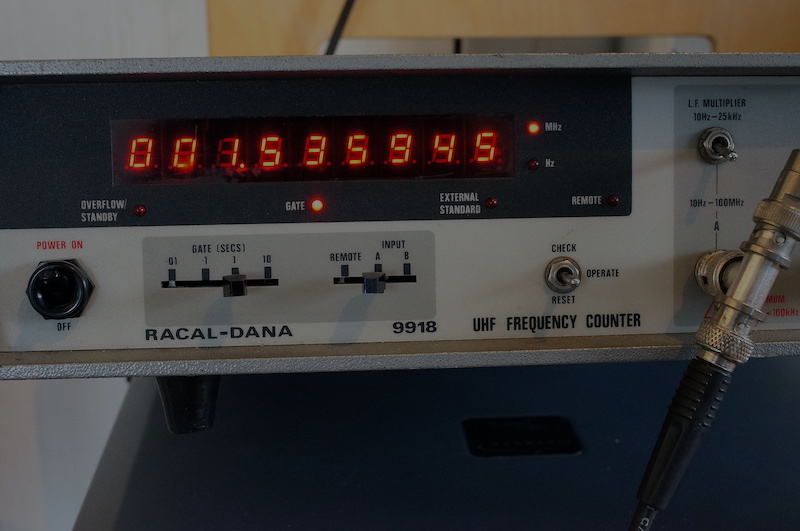 L.F. MULTIPLIER
10Hz-25kHz
001.535945
MHz
Hz
OVERFLOW/
STANDBY
GATE
EXTERNAL
STANDARD
REMOTE
10Hz-100MHz
A
POWER ON
OFF
GATE (SECS)
·01 ·1 1 10
INPUT
REMOTE A B
CHECK
OPERATE
RESET
RACAL-DANA
9918
UHF FREQUENCY COUNTER